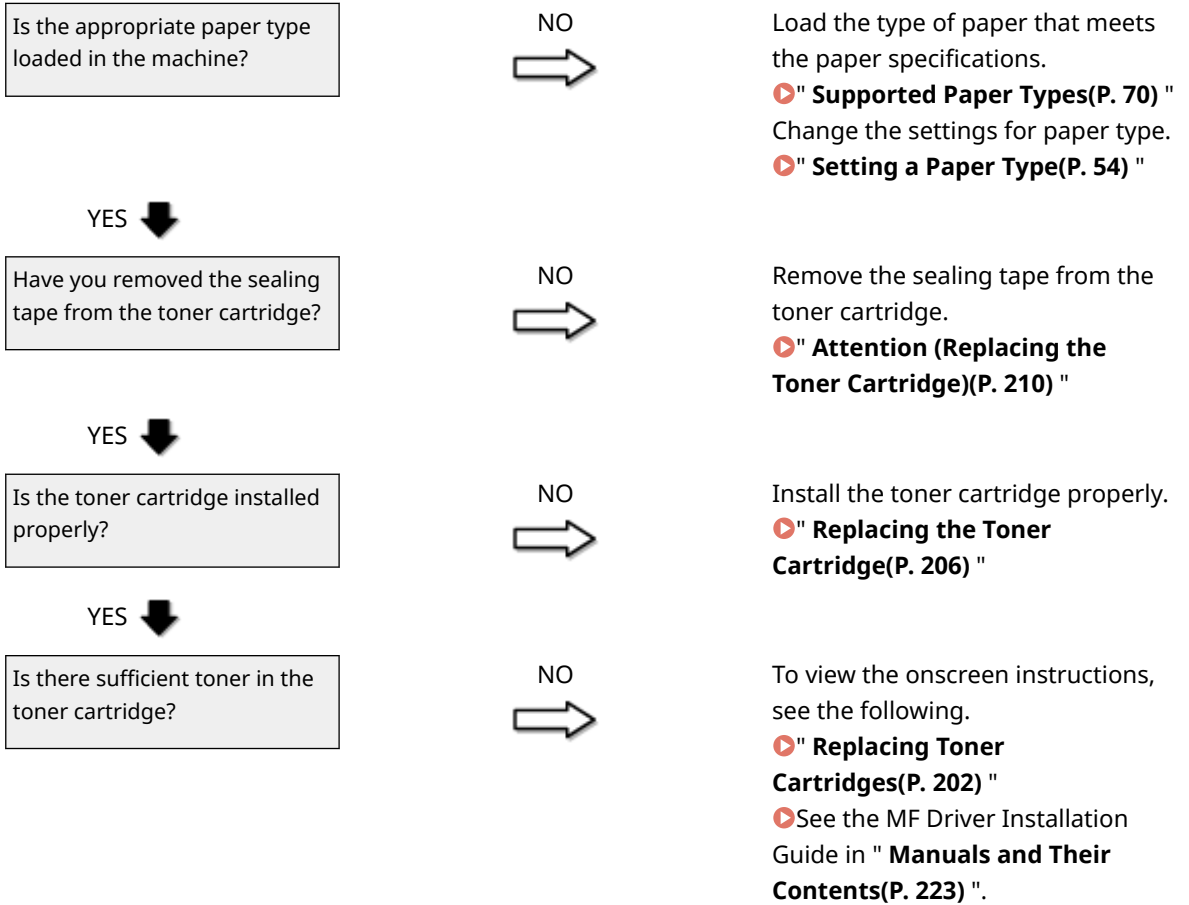 Is the appropriate paper type
loaded in the machine?
NO
Load the type of paper that meets
the paper specifications.
" Supported Paper Types(P. 70) "
Change the settings for paper type.
" Setting a Paper Type(P. 54) "
YES
Have you removed the sealing
tape from the toner cartridge?
NO
Remove the sealing tape from the
toner cartridge.
" Attention (Replacing the
Toner Cartridge)(P. 210) "
YES
Is the toner cartridge installed
properly?
NO
Install the toner cartridge properly.
" Replacing the Toner
Cartridge(P. 206) "
YES
Is there sufficient toner in the
toner cartridge?
NO
To view the onscreen instructions,
see the following.
" Replacing Toner
Cartridges(P. 202) "
See the MF Driver Installation
Guide in " Manuals and Their
Contents(P. 223) ".